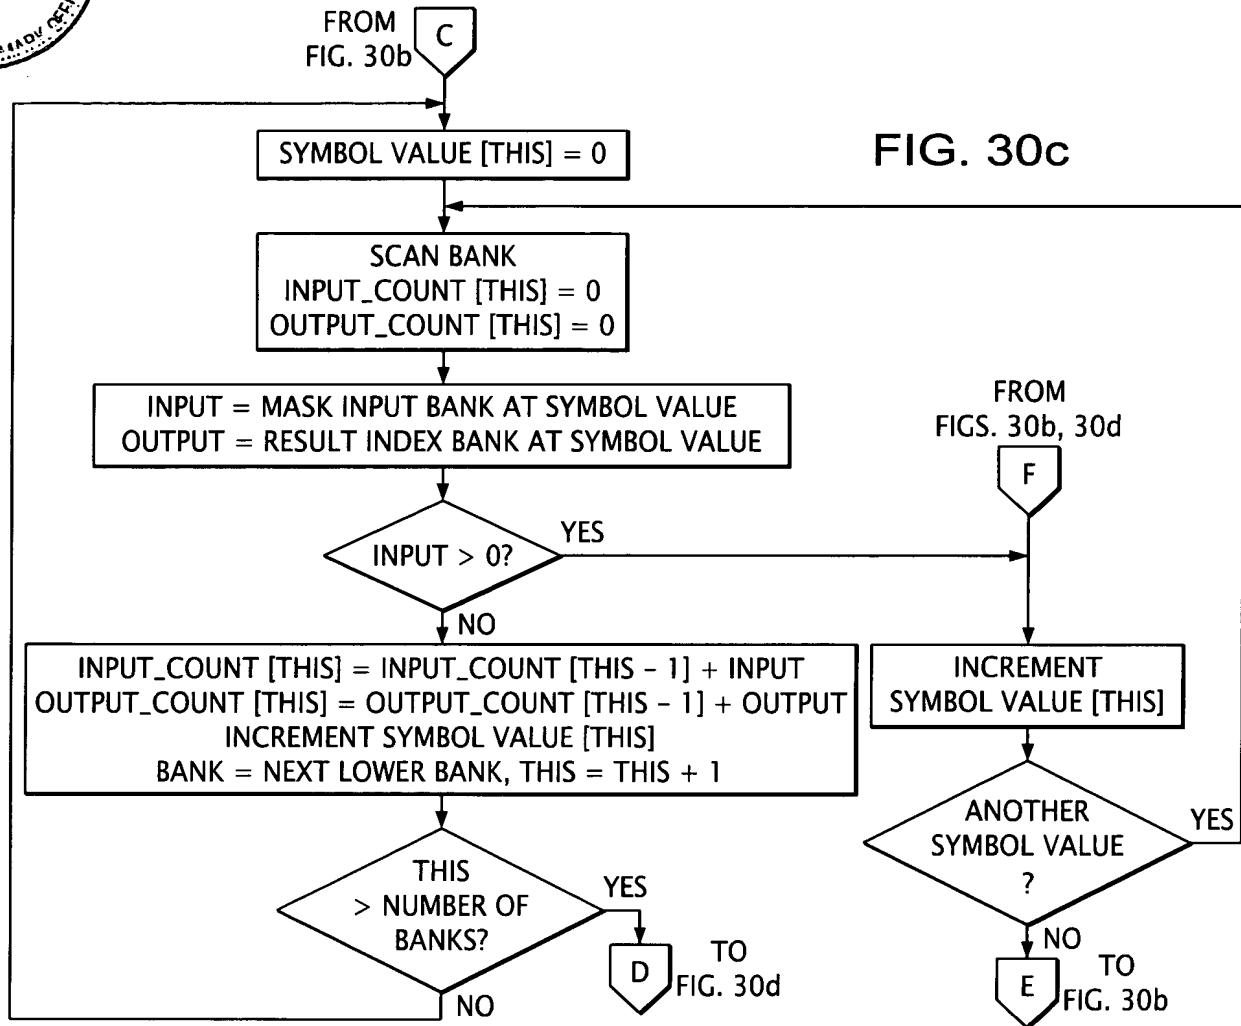 FROM
FIG. 30b
C
SYMBOL VALUE [THIS] = 0
FIG. 30c
SCAN BANK
INPUT_COUNT [THIS] = 0
OUTPUT_COUNT [THIS] = 0
INPUT = MASK INPUT BANK AT SYMBOL VALUE
OUTPUT = RESULT INDEX BANK AT SYMBOL VALUE
FROM
FIGS. 30b, 30d
F
INPUT > 0?
YES
NO
INPUT_COUNT [THIS] = INPUT_COUNT [THIS - 1] + INPUT
OUTPUT_COUNT [THIS] = OUTPUT_COUNT [THIS - 1] + OUTPUT
INCREMENT SYMBOL VALUE [THIS]
BANK = NEXT LOWER BANK, THIS = THIS + 1
INCREMENT
SYMBOL VALUE [THIS]
THIS
> NUMBER OF
BANKS?
YES
NO
D
TO
FIG. 30d
ANOTHER
SYMBOL VALUE
?
YES
NO
E
TO
FIG. 30b